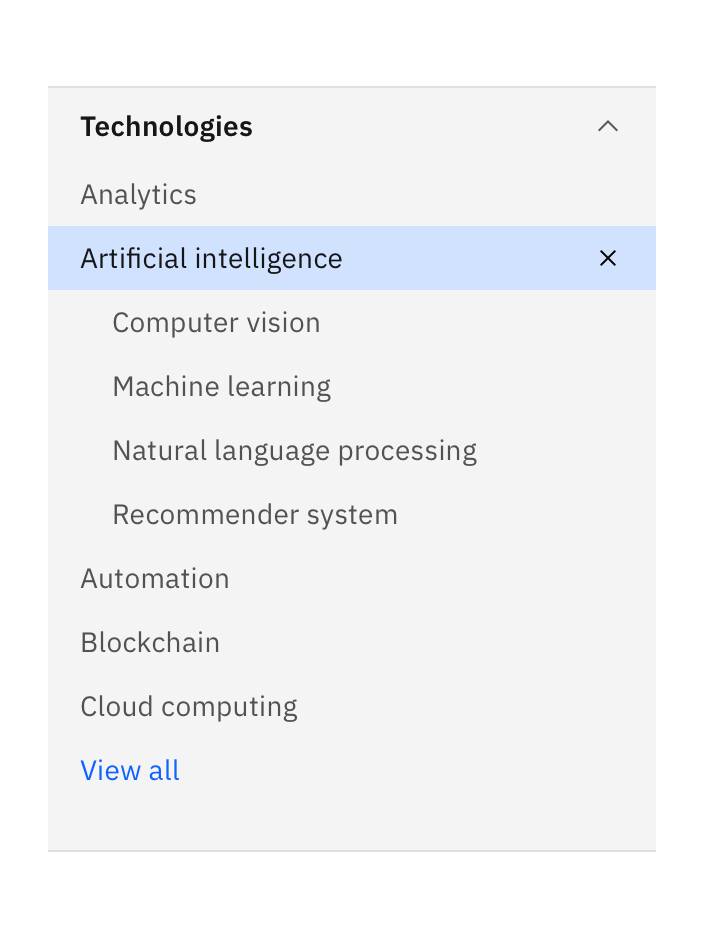 Technologies
Analytics
Artificial intelligence
Computer vision
Machine learning
Natural language processing
Recommender system
Automation
Blockchain
Cloud computing
View all